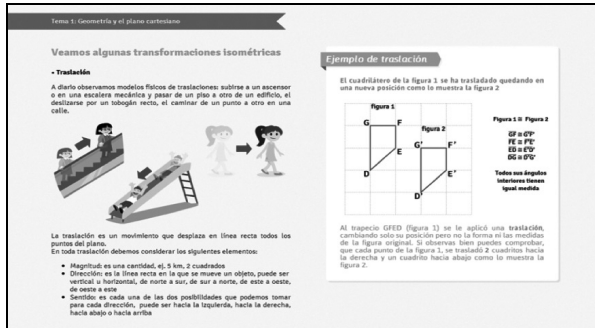 Tema 1: Geometría y el plano cartesiano
Veamos algunas transformaciones isométricas
• Traslación
A diario observamos modelos físicos de traslaciones: subirse a un ascensor
o en una escalera mecánica y pasar de un piso a otro de un edificio, el
deslizarse por un tobogán recto, el caminar de un punto a otro en una
calle.
La traslación es un movimiento que desplaza en línea recta todos los
puntos del plano.
En toda traslación debemos considerar los siguientes elementos:
• Magnitud: es una cantidad, ej. 5 km, 2 cuadrados
• Dirección: es la línea recta en la que se mueve un objeto, puede ser
vertical u horizontal, de norte a sur, de sur a norte, de este a oeste,
de oeste a este
• Sentido: es cada una de las dos posibilidades que podemos tomar
para cada dirección, puede ser hacia la izquierda, hacia la derecha,
hacia abajo o hacia arriba
Ejemplo de traslación
El cuadrilátero de la figura 1 se ha trasladado quedando en
una nueva posición como lo muestra la figura 2
figura 1
G F
E
D
figura 2
G' F'
E'
D'
Figura 1 ≅ Figura 2
GF ≅ G'F'
FE ≅ F'E'
ED ≅ E'D'
DG ≅ D'G'
Todos sus ángulos
interiores tienen
igual medida
Al trapecio GFED (figura 1) se le aplicó una traslación,
cambiando solo su posición pero no la forma ni las medidas
de la figura original. Si observas bien puedes comprobar,
que cada punto de la figura 1, se trasladó 2 cuadritos hacia
la derecha y un cuadrito hacia abajo como lo muestra la
figura 2.